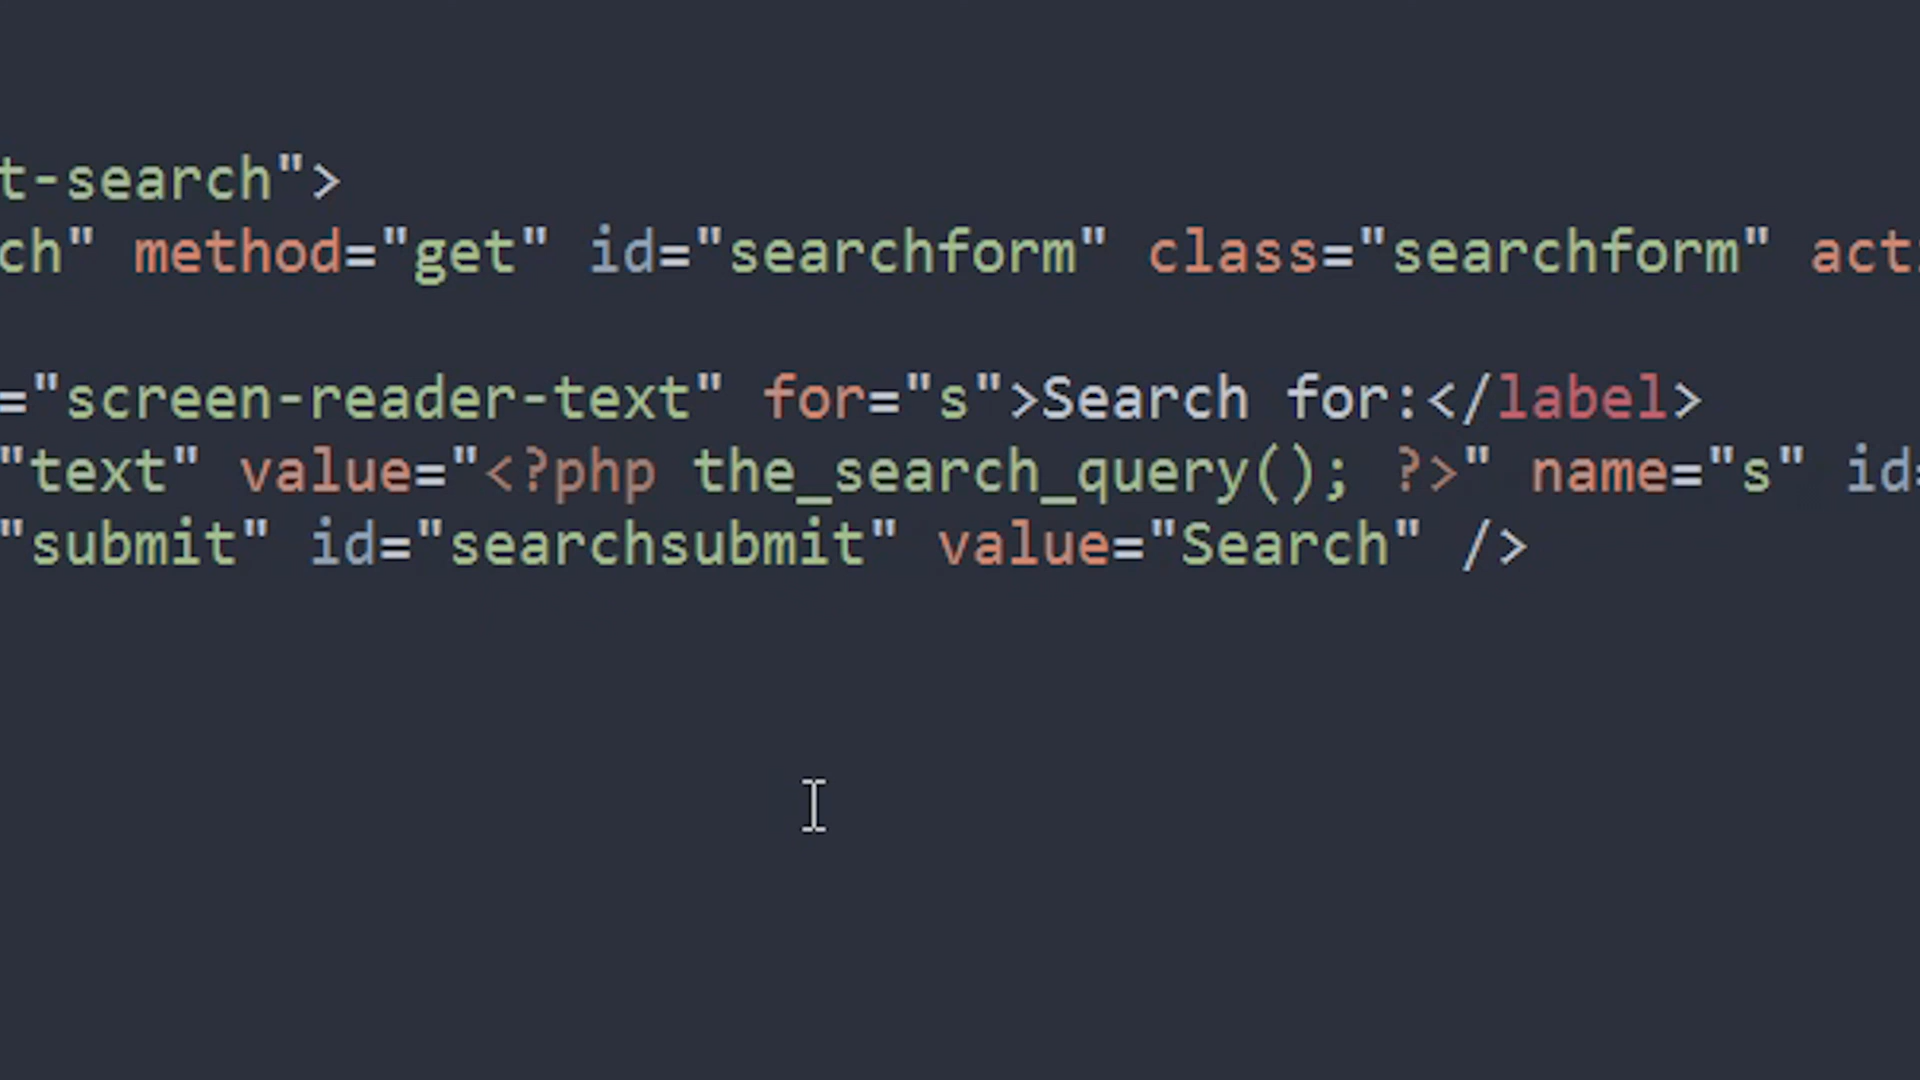 t-search">
ch" method="get" id="searchform" class="searchform" act
="screen-reader-text" for="s">Search for:</label>
"text" value="<?php the_search_query(); ?>" name="s" id=
"submit" id="searchsubmit" value="Search" />